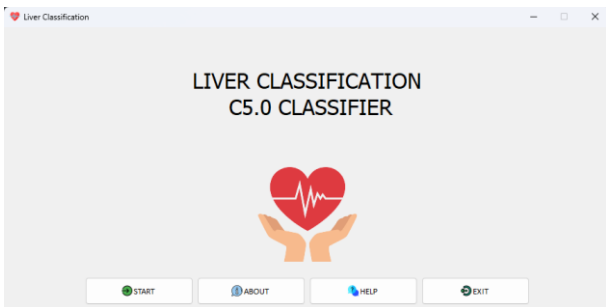 Liver Classification
LIVER CLASSIFICATION
C5.0 CLASSIFIER
START ABOUT HELP EXIT